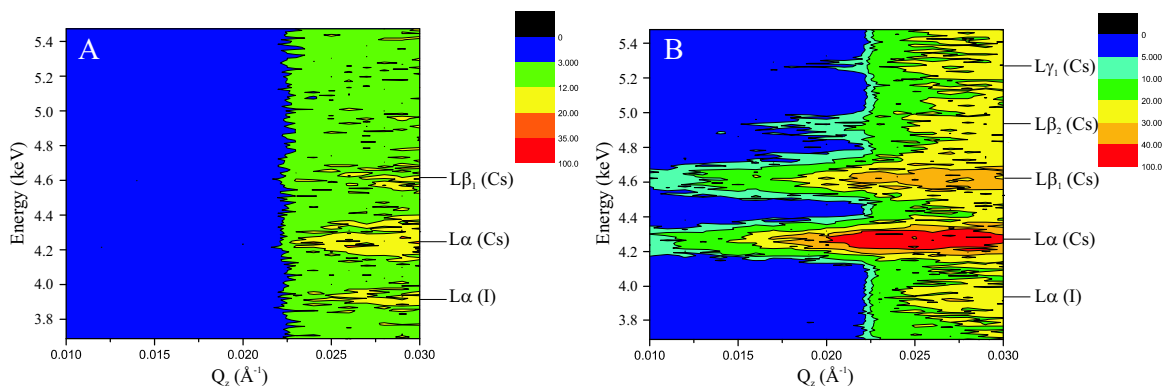 A
5.4
5.2
5.0
4.8
4.6
4.4
4.2
4.0
3.8
Energy (keV)
0.010
0.015
0.020
0.025
0.030
Qz (Å⁻¹)
0
3.000
12.00
20.00
35.00
100.0
Lβ₁ (Cs)
Lα (Cs)
Lα (I)
B
5.4
5.2
5.0
4.8
4.6
4.4
4.2
4.0
3.8
Energy (keV)
0.010
0.015
0.020
0.025
0.030
Qz (Å⁻¹)
0
5.000
10.00
20.00
30.00
40.00
100.0
Lγ₁ (Cs)
Lβ₂ (Cs)
Lβ₁ (Cs)
Lα (Cs)
Lα (I)